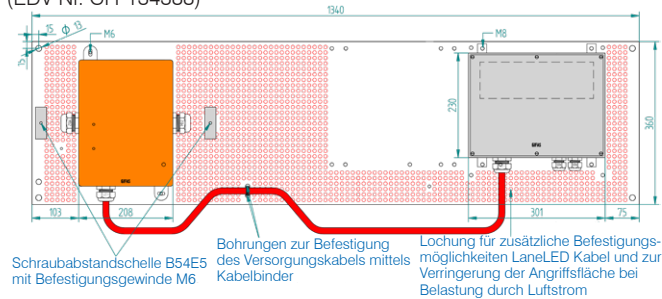 (EDV Nr. CH 134688)
1340
15
ϕ 13
M6
M8
15
230
360
103
208
301
75
Schraubabstandschelle B54E5
mit Befestigungsgewinde M6
Bohrungen zur Befestigung
des Versorgungskabels mittels
Kabelbinder
Lochung für zusätzliche Befestigungs-
möglichkeiten LaneLED Kabel und zur
Verringerung der Angriffsfläche bei
Belastung durch Luftstrom